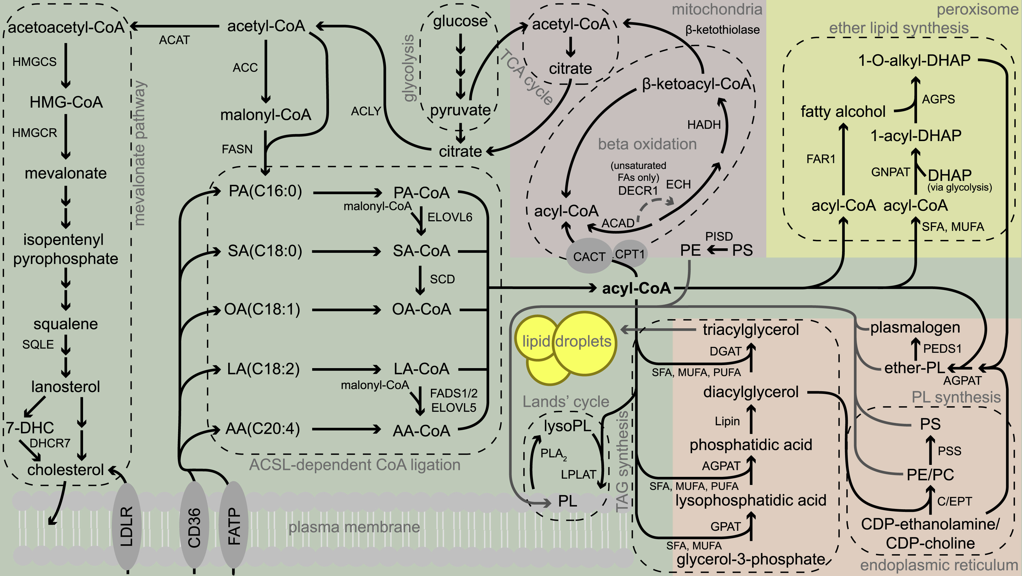 acetoacetyl-CoA
ACAT
acetyl-CoA
HMGCS
HMG-CoA
HMGCR
mevalonate
isopentenyl
pyrophosphate
squalene
SQLE
lanosterol
7-DHC
DHCR7
cholesterol
mevalonate pathway
ACC
malonyl-CoA
FASN
ACLY
glucose
glycolysis
pyruvate
citrate
TCA cycle
acetyl-CoA
citrate
mitochondria
β-ketothiolase
β-ketoacyl-CoA
HADH
beta oxidation
(unsaturated
FAs only)
DECR1
ECH
acyl-CoA
ACAD
CACT
CPT1
PE
PISD
PS
peroxisome
ether lipid synthesis
1-O-alkyl-DHAP
fatty alcohol
AGPS
1-acyl-DHAP
FAR1
GNPAT
DHAP
(via glycolysis)
acyl-CoA
acyl-CoA
SFA, MUFA
PA(C16:0)
PA-CoA
malonyl-CoA
ELOVL6
SA(C18:0)
SA-CoA
SCD
OA(C18:1)
OA-CoA
LA(C18:2)
LA-CoA
malonyl-CoA
FADS1/2
ELOVL5
AA(C20:4)
AA-CoA
ACSL-dependent CoA ligation
acyl-CoA
lipid droplets
Lands' cycle
lysoPL
PLA2
LPLAT
PL
TAG synthesis
triacylglycerol
DGAT
SFA, MUFA, PUFA
diacylglycerol
Lipin
phosphatidic acid
AGPAT
SFA, MUFA, PUFA
lysophosphatidic acid
GPAT
SFA, MUFA
glycerol-3-phosphate
plasmalogen
PEDS1
ether-PL
AGPAT
PL synthesis
PS
PSS
PE/PC
C/EPT
CDP-ethanolamine/
CDP-choline
endoplasmic reticulum
LDLR
CD36
FATP
plasma membrane